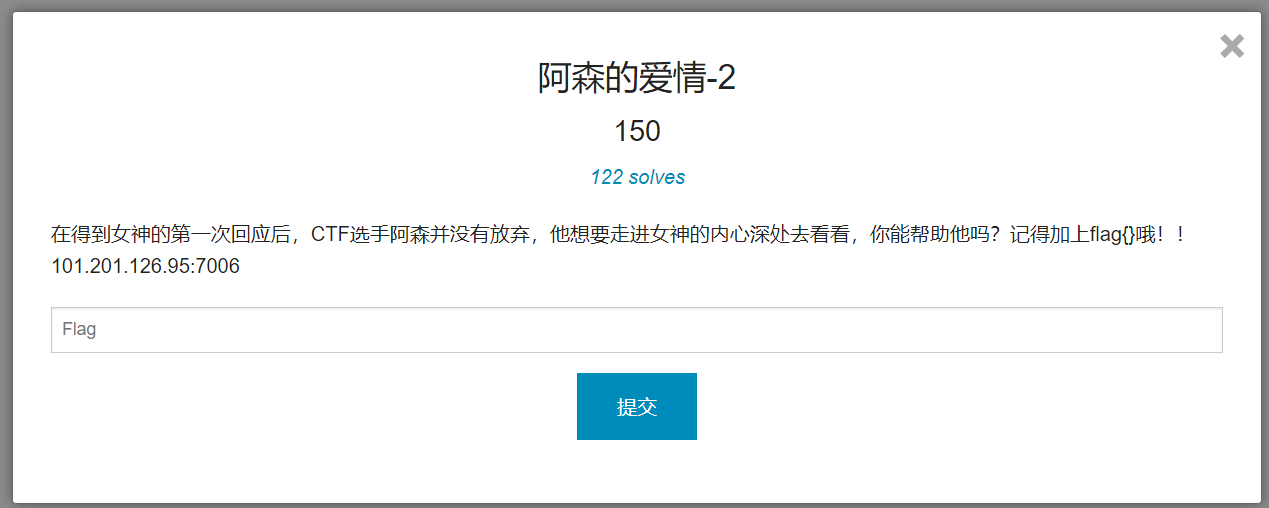 阿森的爱情-2
150
122 solves
在得到女神的第一次回应后，CTF选手阿森并没有放弃，他想要走进女神的内心深处去看看，你能帮助他吗？记得加上flag{}哦！！
101.201.126.95:7006
Flag
提交